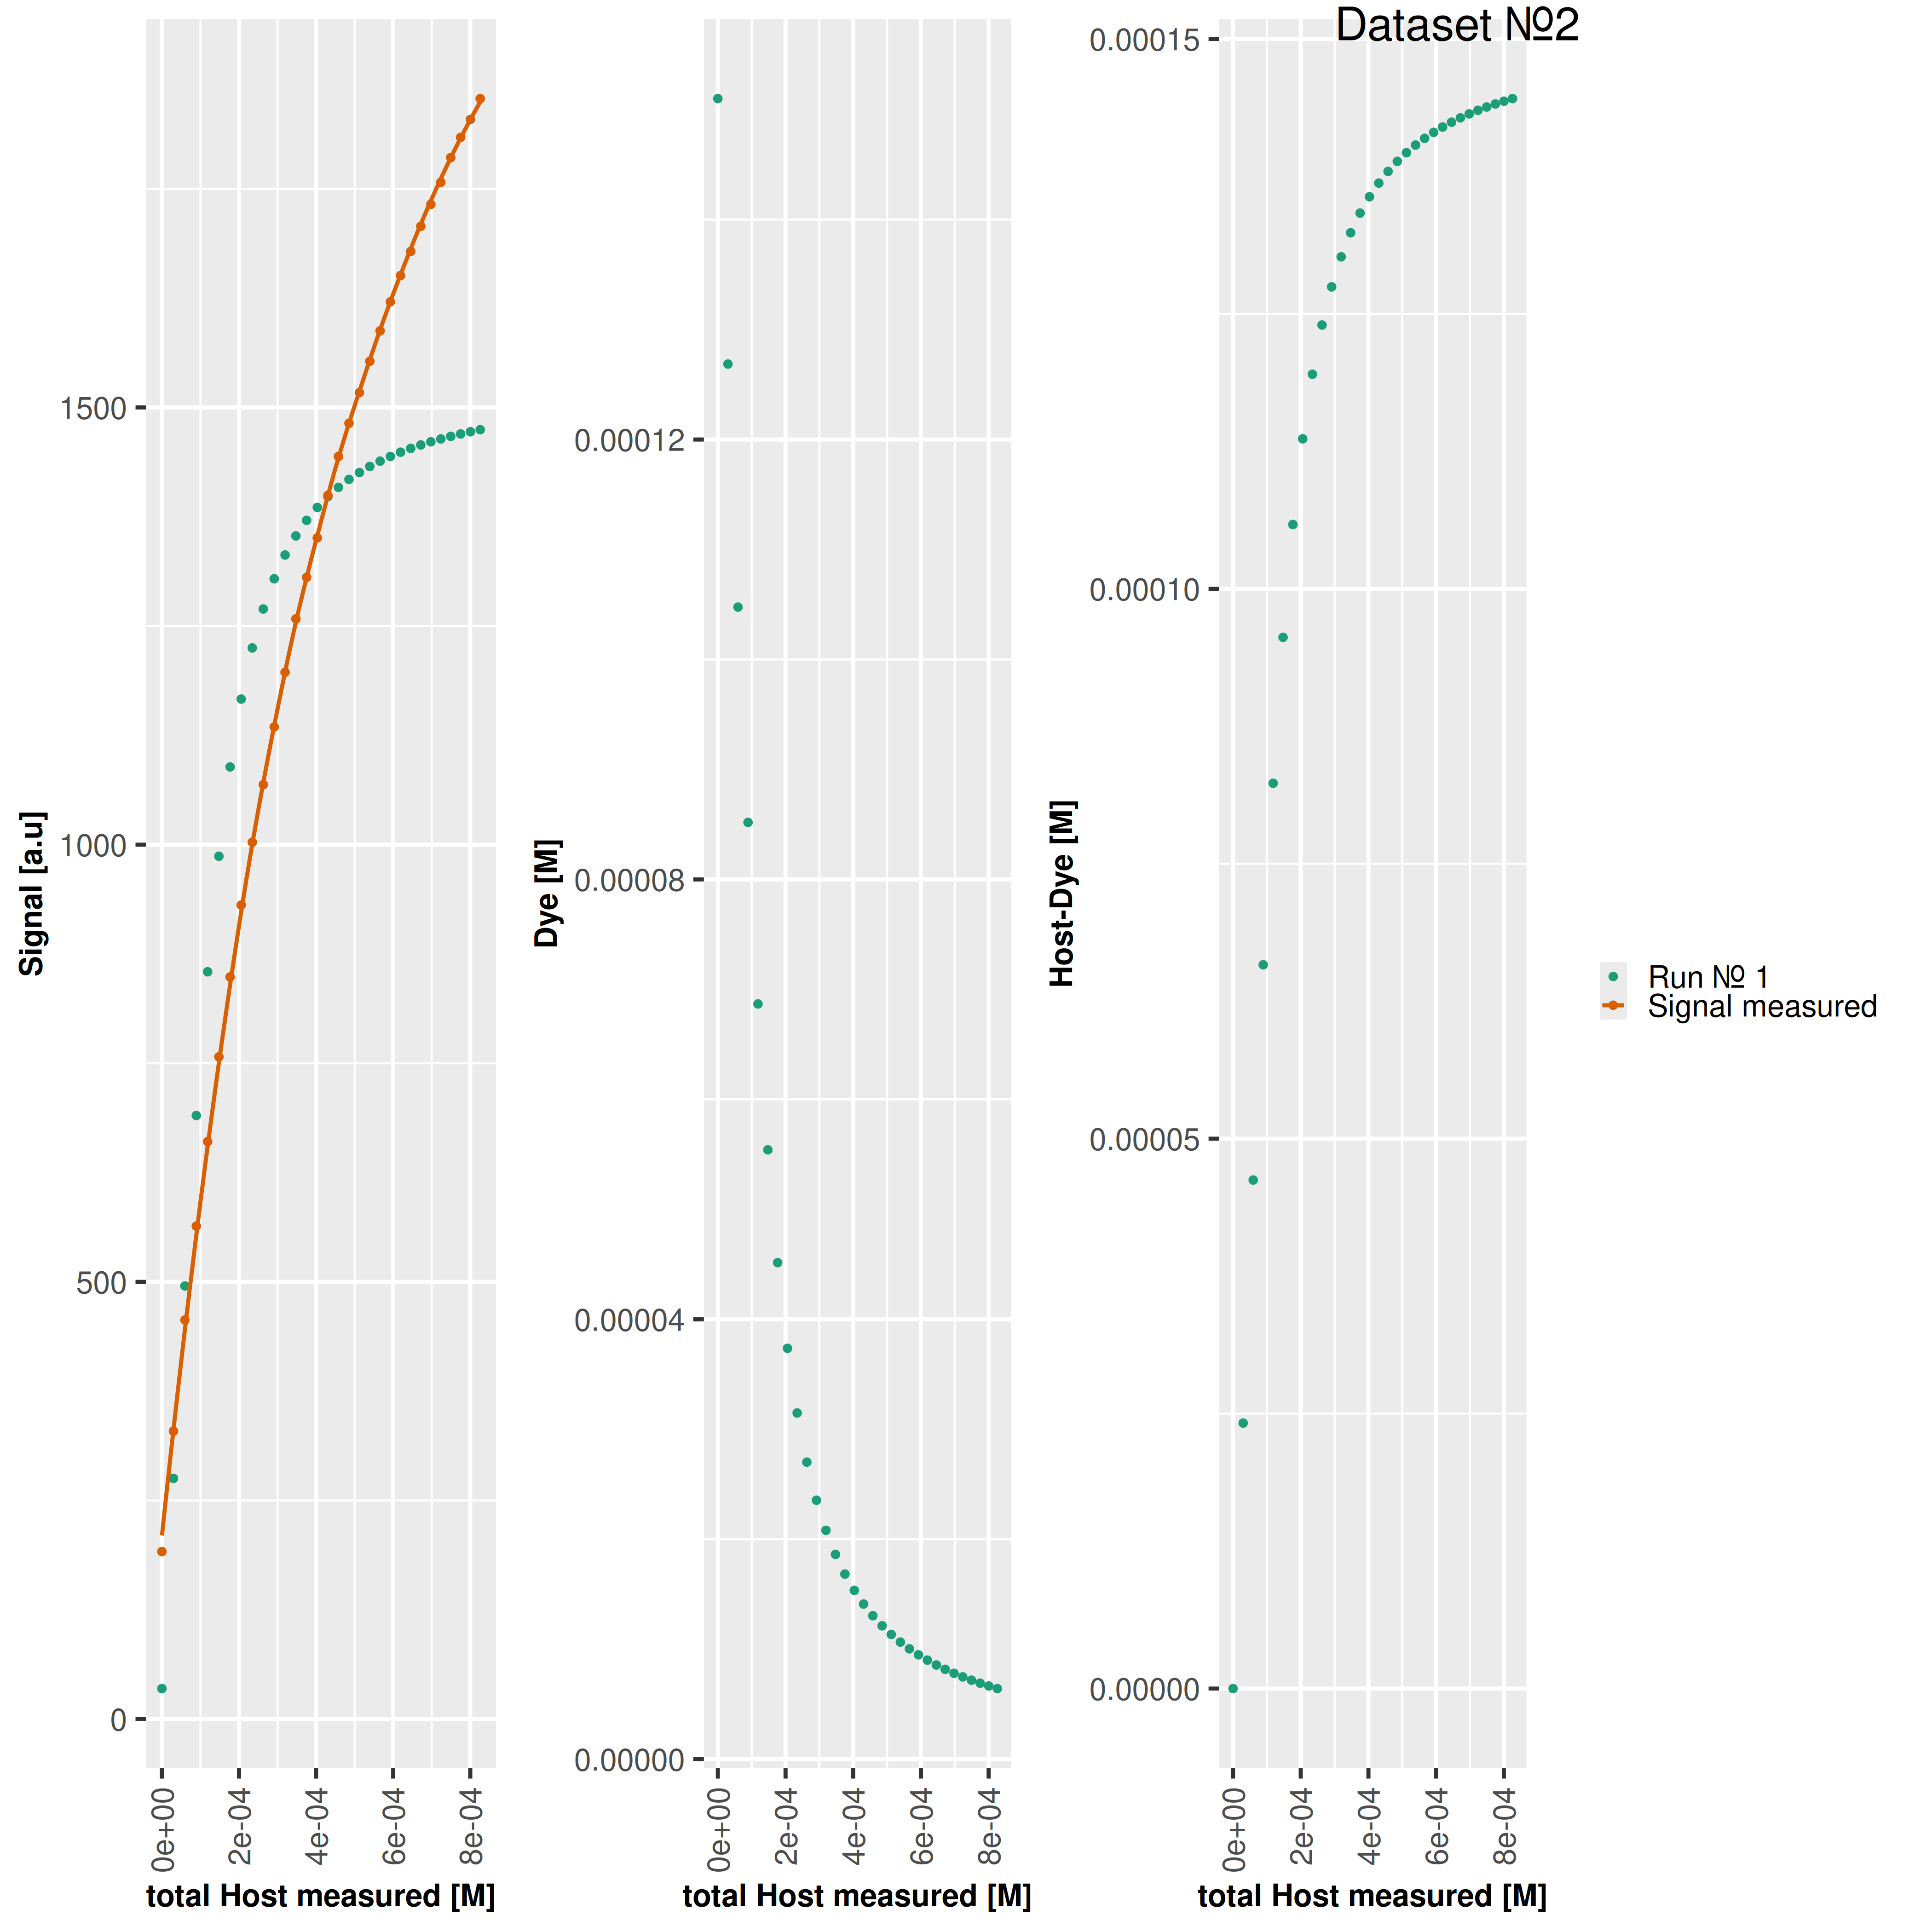 Dataset №2
Signal [a.u]
1500
1000
500
0
0e+00
2e-04
4e-04
6e-04
8e-04
total Host measured [M]
Dye [M]
0.00012
0.00008
0.00004
0.00000
0e+00
2e-04
4e-04
6e-04
8e-04
total Host measured [M]
Host-Dye [M]
0.00015
0.00010
0.00005
0.00000
0e+00
2e-04
4e-04
6e-04
8e-04
total Host measured [M]
Run № 1
Signal measured